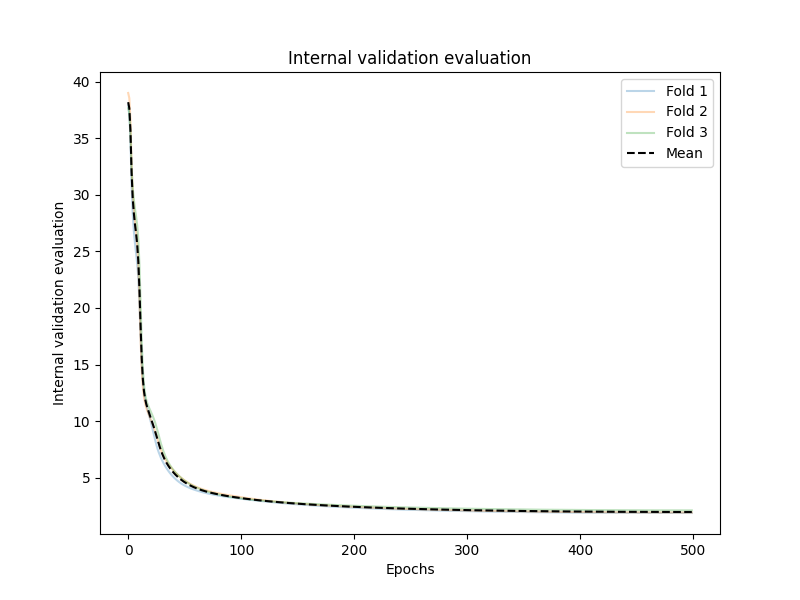 Internal validation evaluation
Fold 1
Fold 2
Fold 3
Mean
Internal validation evaluation
40
35
30
25
20
15
10
5
0
100
200
300
400
500
Epochs